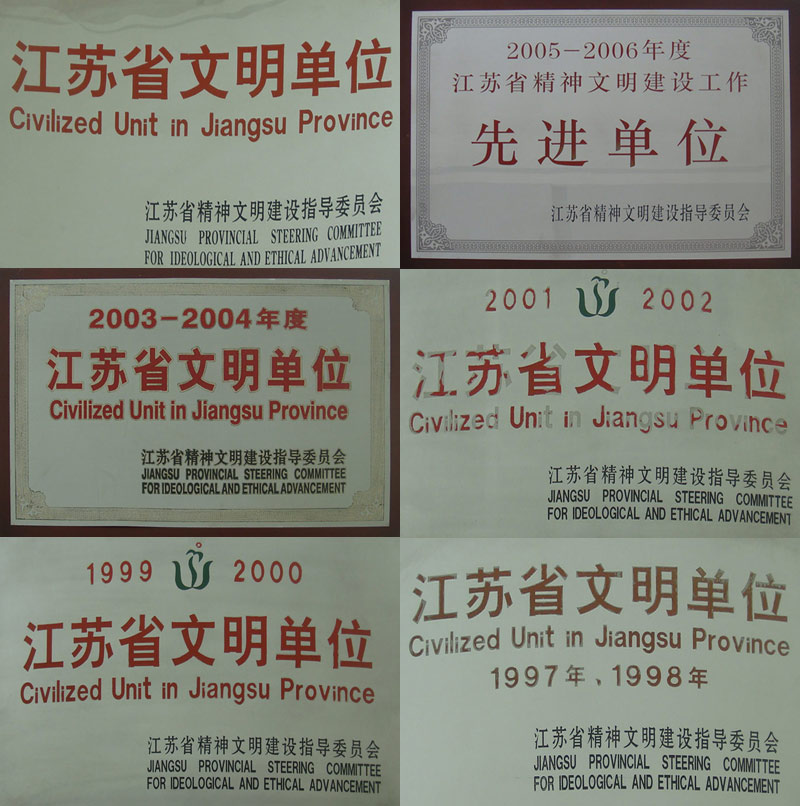 江苏省文明单位
Civilized Unit in Jiangsu Province
江苏省精神文明建设指导委员会
JIANGSU PROVINCIAL STEERING COMMITTEE
FOR IDEOLOGICAL AND ETHICAL ADVANCEMENT
2005-2006年度
江苏省精神文明建设工作
先进单位
江苏省精神文明建设指导委员会
2003-2004年度
江苏省文明单位
Civilized Unit in Jiangsu Province
江苏省精神文明建设指导委员会
JIANGSU PROVINCIAL STEERING COMMITTEE
FOR IDEOLOGICAL AND ETHICAL ADVANCEMENT
2001 2002
江苏省文明单位
Civilized Unit in Jiangsu Province
江苏省精神文明建设指导委员会
JIANGSU PROVINCIAL STEERING COMMITTEE
FOR IDEOLOGICAL AND ETHICAL ADVANCEMENT
1999 2000
江苏省文明单位
Civilized Unit in Jiangsu Province
江苏省精神文明建设指导委员会
JIANGSU PROVINCIAL STEERING COMMITTEE
FOR IDEOLOGICAL AND ETHICAL ADVANCEMENT
江苏省文明单位
Civilized Unit in Jiangsu Province
1997年、1998年
江苏省精神文明建设指导委员会
JIANGSU PROVINCIAL STEERING COMMITTEE
FOR IDEOLOGICAL AND ETHICAL ADVANCEMENT